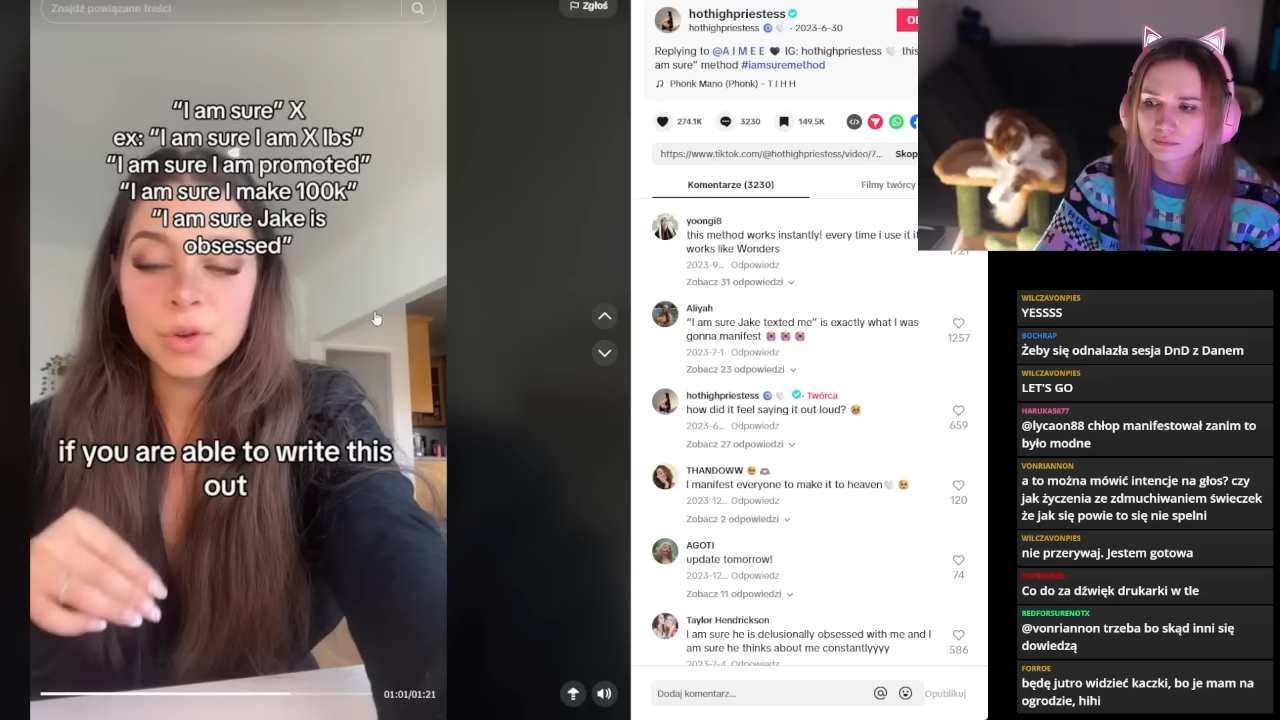 Znajdź powiązane treści
Zgłoś
"I am sure" X
ex: "I am sure I am X lbs"
"I am sure I am promoted"
"I am sure I make 100k"
"I am sure Jake is
obsessed"
if you are able to write this
out
01:01/01:21
hothighpriestess
hothighpriestess · 2023-6-30
Replying to @A I M E E 🖤 IG: hothighpriestess 🤍 this
am sure" method #iamsuremethod
♫ Phonk Mano (Phonk) - T I H H
274.1K 3230 149.5K
https://www.tiktok.com/@hothighpriestess/video/7... Skop
Komentarze (3230) Filmy twórcy
yoongi8
this method works instantly! every time i use it i
works like Wonders
2023-9... Odpowiedz
Zobacz 31 odpowiedzi
Aliyah
"I am sure Jake texted me" is exactly what I was
gonna manifest
2023-7-1 Odpowiedz
1257
Zobacz 23 odpowiedzi
hothighpriestess · Twórca
how did it feel saying it out loud?
2023-6... Odpowiedz
659
Zobacz 27 odpowiedzi
THANDOWW
I manifest everyone to make it to heaven
2023-12... Odpowiedz
120
Zobacz 2 odpowiedzi
AGOTI
update tomorrow!
2023-12... Odpowiedz
74
Zobacz 11 odpowiedzi
Taylor Hendrickson
I am sure he is delusionally obsessed with me and I
am sure he thinks about me constantlyyyy
586
2023-7-4 Odpowiedz
Dodaj komentarz...
Opublikuj
WILCZAVONPIES
YESSSS
BOCHRAP
Żeby się odnalazła sesja DnD z Danem
WILCZAVONPIES
LET'S GO
HARUKA5677
@lycaon88 chłop manifestował zanim to
było modne
VONRIANNON
a to można mówić intencje na głos? czy
jak życzenia ze zdmuchiwaniem świeczek
że jak się powie to się nie spelni
WILCZAVONPIES
nie przerywaj. Jestem gotowa
Co do za dźwięk drukarki w tle
REDFORSURENOTX
@vonriannon trzeba bo skąd inni się
dowiedzą
FORROE
będę jutro widzieć kaczki, bo je mam na
ogrodzie, hihi